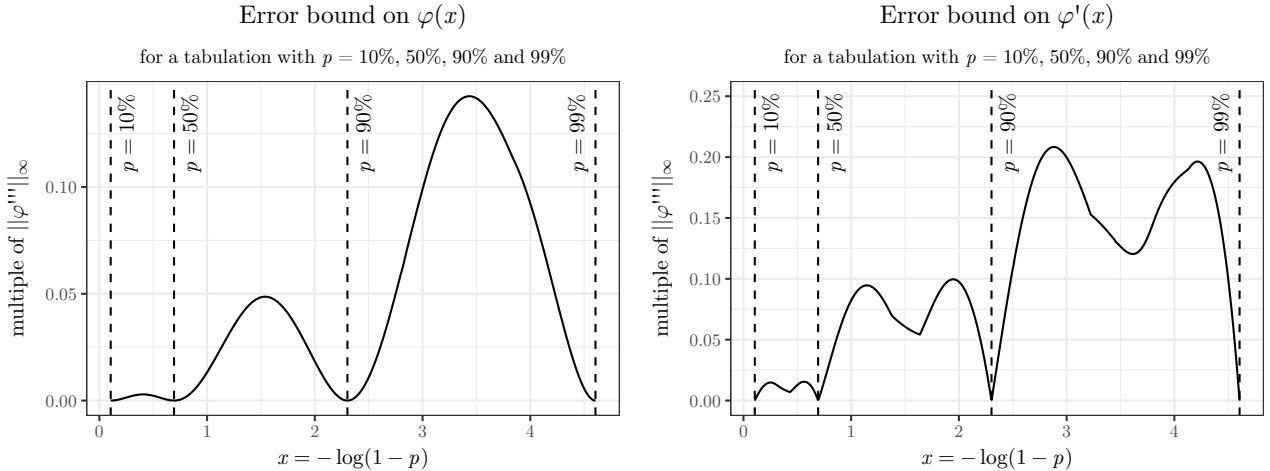 Error bound on φ(x)
for a tabulation with p = 10%, 50%, 90% and 99%
multiple of ||φ''''||∞
0.10
0.05
0.00
p = 10%
p = 50%
p = 90%
p = 99%
0 1 2 3 4
x = −log(1 − p)
Error bound on φ'(x)
for a tabulation with p = 10%, 50%, 90% and 99%
multiple of ||φ''''||∞
0.25
0.20
0.15
0.10
0.05
0.00
p = 10%
p = 50%
p = 90%
p = 99%
0 1 2 3 4
x = −log(1 − p)